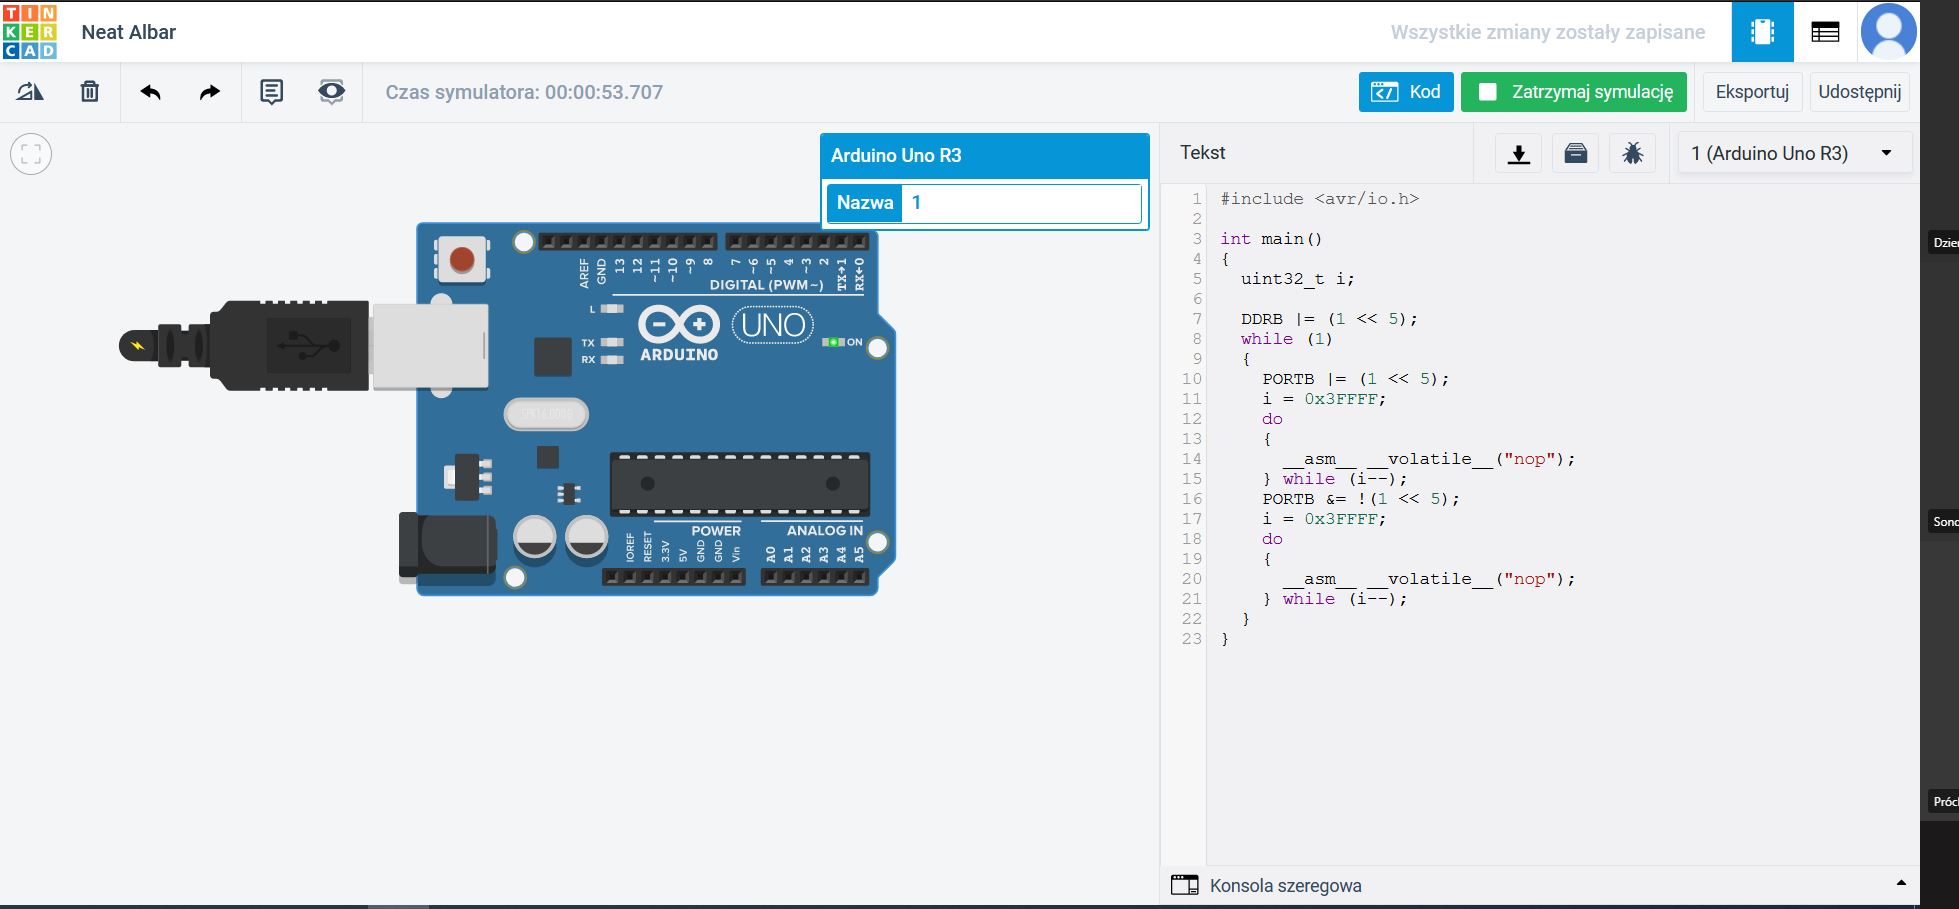 TIN
KER
CAD
Neat Albar
Wszystkie zmiany zostały zapisane
Czas symulatora: 00:00:53.707
Kod
Zatrzymaj symulację
Eksportuj
Udostępnij
Arduino Uno R3
Nazwa 1
Tekst
1 (Arduino Uno R3)
AREF
GND
13
12
~11
~10
~9
8
7
~6
~5
4
~3
2
TX→1
RX←0
DIGITAL (PWM~)
L
TX
RX
UNO
ARDUINO
ON
POWER
ANALOG IN
IOREF
RESET
3.3V
5V
GND
GND
Vin
A0
A1
A2
A3
A4
A5
1 #include <avr/io.h>
2
3 int main()
4 {
5   uint32_t i;
6
7   DDRB |= (1 << 5);
8   while (1)
9   {
10     PORTB |= (1 << 5);
11     i = 0x3FFFF;
12     do
13     {
14       __asm__ __volatile__("nop");
15     } while (i--);
16     PORTB &= !(1 << 5);
17     i = 0x3FFFF;
18     do
19     {
20       __asm__ __volatile__("nop");
21     } while (i--);
22   }
23 }
Konsola szeregowa